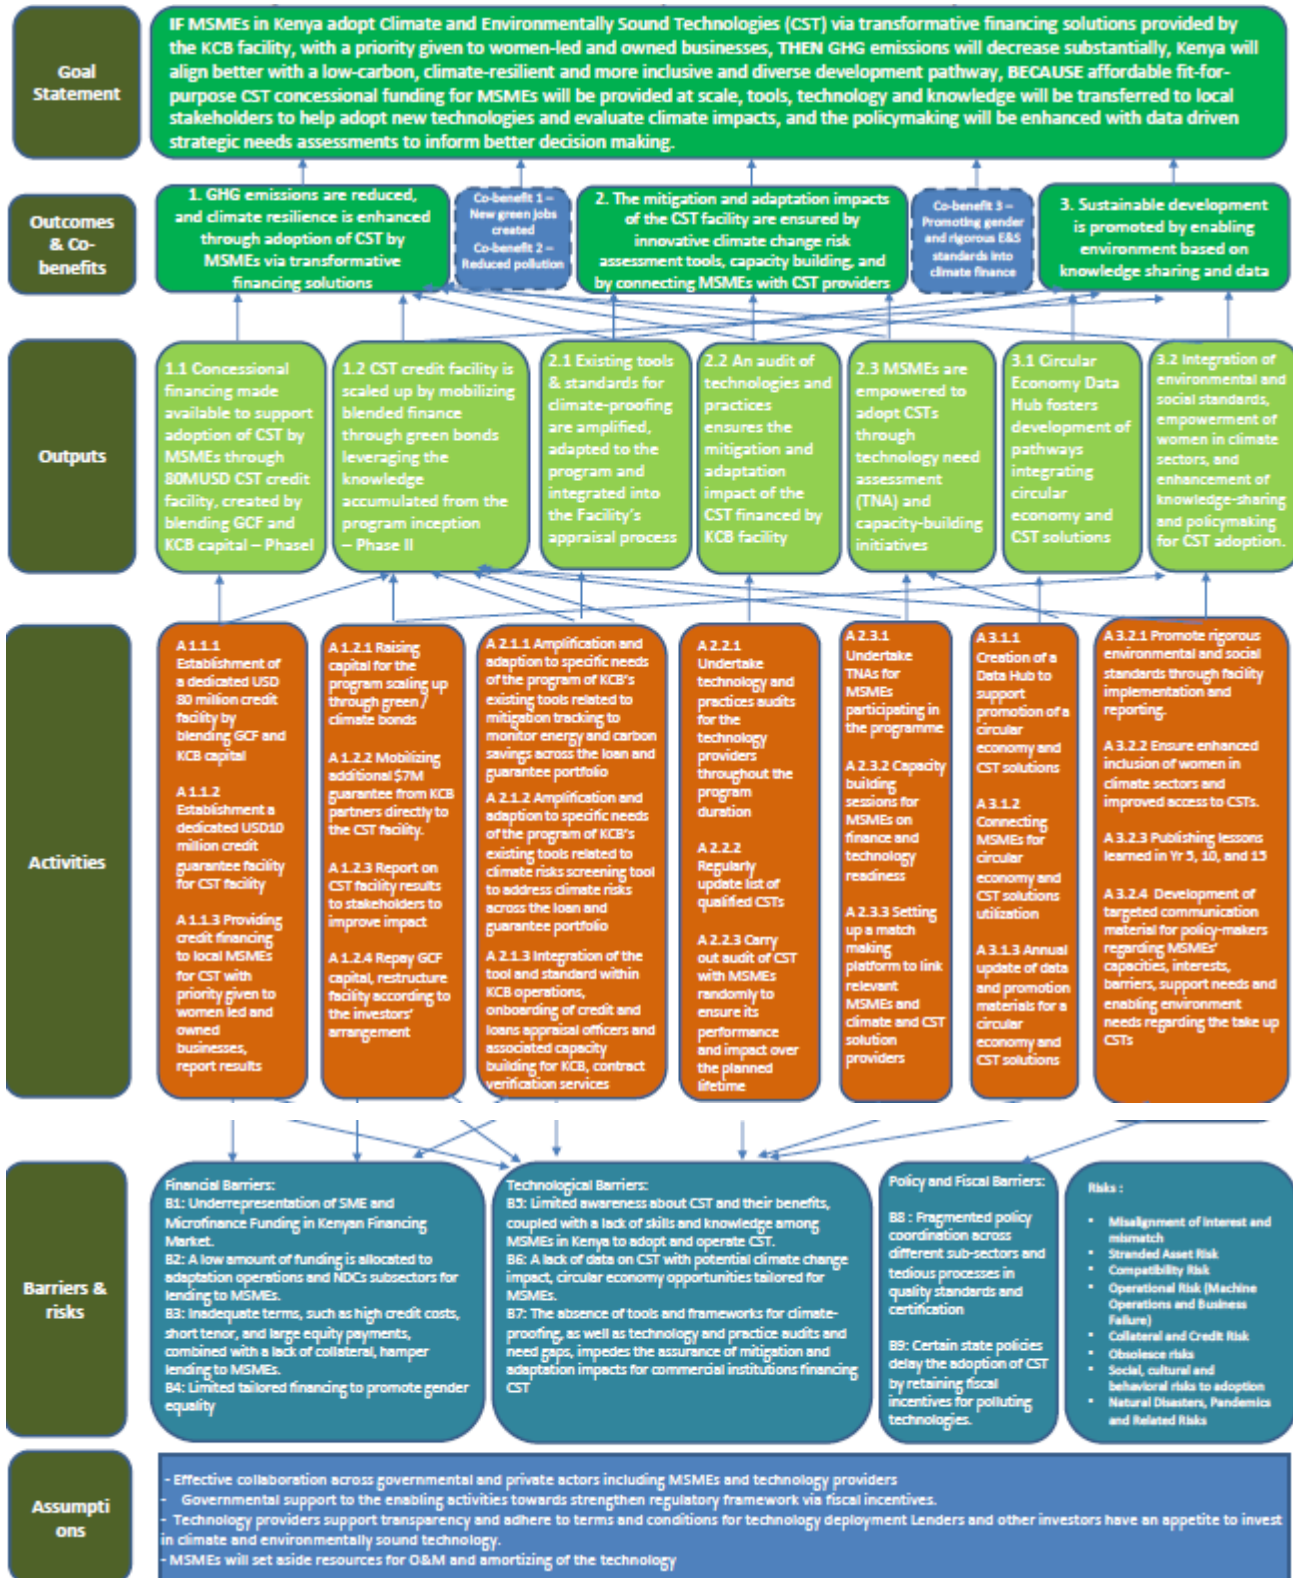 Goal
Statement
IF MSMEs in Kenya adopt Climate and Environmentally Sound Technologies (CST) via transformative financing solutions provided by
the KCB facility, with a priority given to women-led and owned businesses, THEN GHG emissions will decrease substantially, Kenya will
align better with a low-carbon, climate-resilient and more inclusive and diverse development pathway, BECAUSE affordable fit-for-
purpose CST concessional funding for MSMEs will be provided at scale, tools, technology and knowledge will be transferred to local
stakeholders to help adopt new technologies and evaluate climate impacts, and the policymaking will be enhanced with data driven
strategic needs assessments to inform better decision making.
Outcomes
& Co-
benefits
1. GHG emissions are reduced,
and climate resilience is enhanced
through adoption of CST by
MSMEs via transformative
financing solutions
Co-benefit 1 –
New green jobs
created
Co-benefit 2 –
Reduced pollution
2. The mitigation and adaptation impacts
of the CST facility are ensured by
innovative climate change risk
assessment tools, capacity building, and
by connecting MSMEs with CST providers
Co-benefit 3 –
Promoting gender
and rigorous E&S
standards into
climate finance
3. Sustainable development
is promoted by enabling
environment based on
knowledge sharing and data
Outputs
1.1 Concessional
financing made
available to support
adoption of CST by
MSMEs through
80MUSD CST credit
facility, created by
blending GCF and
KCB capital – PhaseI
1.2 CST credit facility is
scaled up by mobilizing
blended finance
through green bonds
leveraging the
knowledge
accumulated from the
program inception
– Phase II
2.1 Existing tools
& standards for
climate-proofing
are amplified,
adapted to the
program and
integrated into
the Facility's
appraisal process
2.2 An audit of
technologies and
practices
ensures the
mitigation and
adaptation
impact of the
CST financed by
KCB facility
2.3 MSMEs are
empowered to
adopt CSTs
through
technology need
assessment
(TNA) and
capacity-building
initiatives
3.1 Circular
Economy Data
Hub fosters
development of
pathways
integrating
circular
economy and
CST solutions
3.2 Integration of
environmental and
social standards,
empowerment of
women in climate
sectors, and
enhancement of
knowledge-sharing
and policymaking
for CST adoption.
Activities
A 1.1.1
Establishment of
a dedicated USD
80 million credit
facility by
blending GCF and
KCB capital
A 1.1.2
Establishment a
dedicated USD10
million credit
guarantee facility
for CST facility
A 1.1.3 Providing
credit financing
to local MSMEs
for CST with
priority given to
women led and
owned
businesses,
report results
A 1.2.1 Raising
capital for the
program scaling up
through green /
climate bonds
A 1.2.2 Mobilizing
additional $7M
guarantee from KCB
partners directly to
the CST facility.
A 1.2.3 Report on
CST facility results
to stakeholders to
improve impact
A 1.2.4 Repay GCF
capital, restructure
facility according to
the investors'
arrangement
A 2.1.1 Amplification and
adaption to specific needs
of the program of KCB's
existing tools related to
mitigation tracking to
monitor energy and carbon
savings across the loan and
guarantee portfolio
A 2.1.2 Amplification and
adaption to specific needs
of the program of KCB's
existing tools related to
climate risks screening tool
to address climate risks
across the loan and
guarantee portfolio
A 2.1.3 Integration of the
tool and standard within
KCB operations,
onboarding of credit and
loans appraisal officers and
associated capacity
building for KCB, contract
verification services
A 2.2.1
Undertake
technology and
practices audits
for the
technology
providers
throughout the
program
duration
A 2.2.2
Regularly
update list of
qualified CSTs
A 2.2.3 Carry
out audit of CST
with MSMEs
randomly to
ensure its
performance
and impact over
the planned
lifetime
A 2.3.1
Undertake
TNAs for
MSMEs
participating in
the programme
A 2.3.2 Capacity
building
sessions for
MSMEs on
finance and
technology
readiness
A 2.3.3 Setting
up a match
making
platform to link
relevant
MSMEs and
climate and CST
solution
providers
A 3.1.1
Creation of a
Data Hub to
support
promotion of a
circular
economy and
CST solutions
A 3.1.2
Connecting
MSMEs for
circular
economy and
CST solutions
utilization
A 3.1.3 Annual
update of data
and promotion
materials for a
circular
economy and
CST solutions
A 3.2.1 Promote rigorous
environmental and social
standards through facility
implementation and
reporting.
A 3.2.2 Ensure enhanced
inclusion of women in
climate sectors and
improved access to CSTs.
A 3.2.3 Publishing lessons
learned in Yr 5, 10, and 15
A 3.2.4 Development of
targeted communication
material for policy-makers
regarding MSMEs'
capacities, interests,
barriers, support needs and
enabling environment
needs regarding the take up
CSTs
Barriers &
risks
Financial Barriers:
B1: Underrepresentation of SME and
Microfinance Funding in Kenyan Financing
Market.
B2: A low amount of funding is allocated to
adaptation operations and NDCs subsectors for
lending to MSMEs.
B3: Inadequate terms, such as high credit costs,
short tenor, and large equity payments,
combined with a lack of collateral, hamper
lending to MSMEs.
B4: Limited tailored financing to promote gender
equality
Technological Barriers:
B5: Limited awareness about CST and their benefits,
coupled with a lack of skills and knowledge among
MSMEs in Kenya to adopt and operate CST.
B6: A lack of data on CST with potential climate change
impact, circular economy opportunities tailored for
MSMEs.
B7: The absence of tools and frameworks for climate-
proofing, as well as technology and practice audits and
need gaps, impedes the assurance of mitigation and
adaptation impacts for commercial institutions financing
CST
Policy and Fiscal Barriers:
B8 : Fragmented policy
coordination across
different sub-sectors and
tedious processes in
quality standards and
certification
B9: Certain state policies
delay the adoption of CST
by retaining fiscal
incentives for polluting
technologies.
Risks :
▪ Misalignment of Interest and
mismatch
▪ Stranded Asset Risk
▪ Compatibility Risk
▪ Operational Risk (Machine
Operations and Business
Failure)
▪ Collateral and Credit Risk
▪ Obsolesce risks
▪ Social, cultural and
behavioral risks to adoption
▪ Natural Disasters, Pandemics
and Related Risks
Assumpti
ons
- Effective collaboration across governmental and private actors including MSMEs and technology providers
- Governmental support to the enabling activities towards strengthen regulatory framework via fiscal incentives.
- Technology providers support transparency and adhere to terms and conditions for technology deployment Lenders and other investors have an appetite to invest
in climate and environmentally sound technology.
- MSMEs will set aside resources for O&M and amortizing of the technology